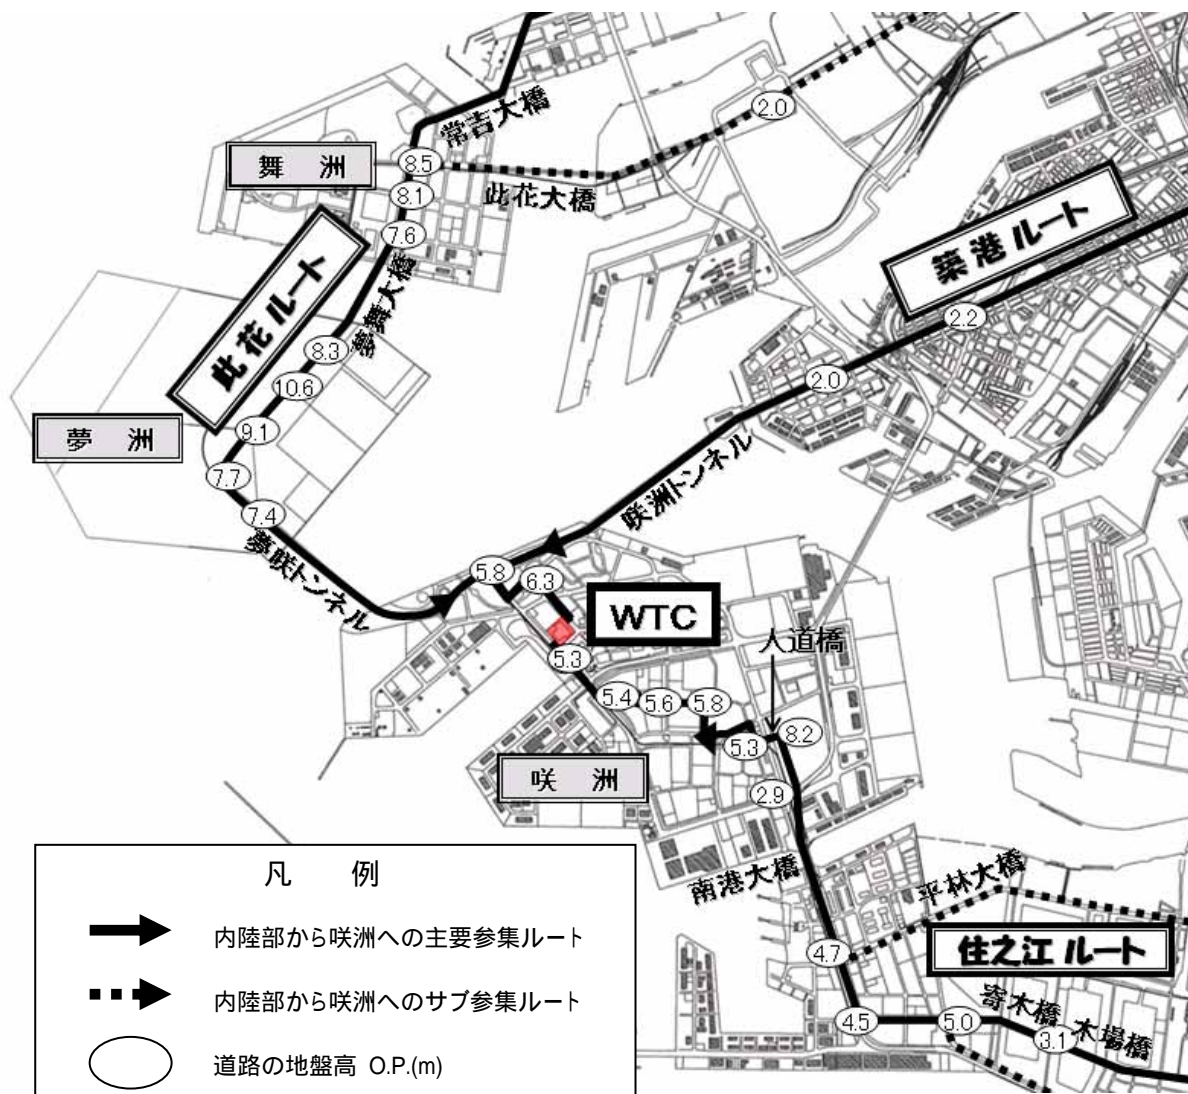 常吉大橋
2.0
舞 洲
8.5
8.1
此花大橋
7.6
築港ルート
此花ルート
夢舞大橋
2.2
8.3
2.0
10.6
夢 洲
9.1
7.7
咲洲トンネル
7.4
夢咲トンネル
5.8
6.3
WTC
5.3
人道橋
5.4
5.6
5.8
5.3
8.2
咲 洲
2.9
南港大橋
平林大橋
4.7
住之江ルート
4.5
5.0
寄木橋
3.1
木場橋
凡 例
内陸部から咲洲への主要参集ルート
内陸部から咲洲へのサブ参集ルート
道路の地盤高 O.P.(m)